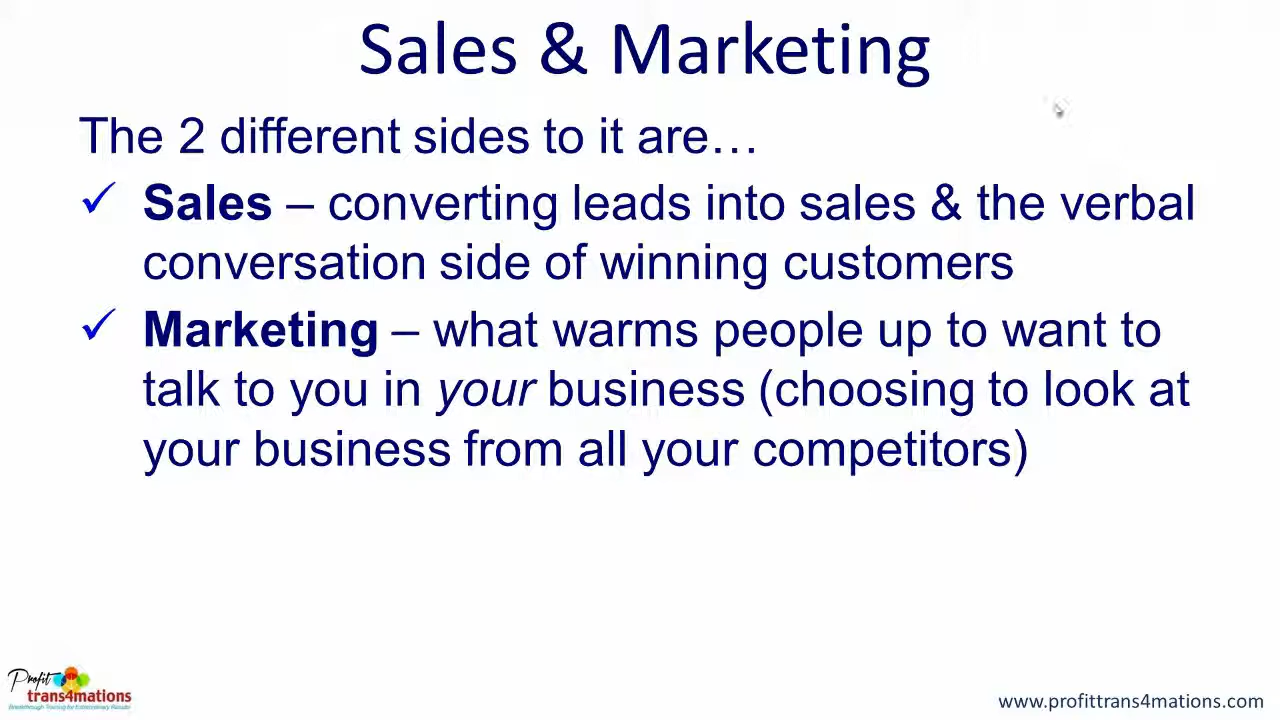 Sales & Marketing
The 2 different sides to it are…
✓ Sales – converting leads into sales & the verbal
conversation side of winning customers
✓ Marketing – what warms people up to want to
talk to you in your business (choosing to look at
your business from all your competitors)
Profit
trans4mations
Breakthrough Training for Extraordinary Results!
www.profittrans4mations.com